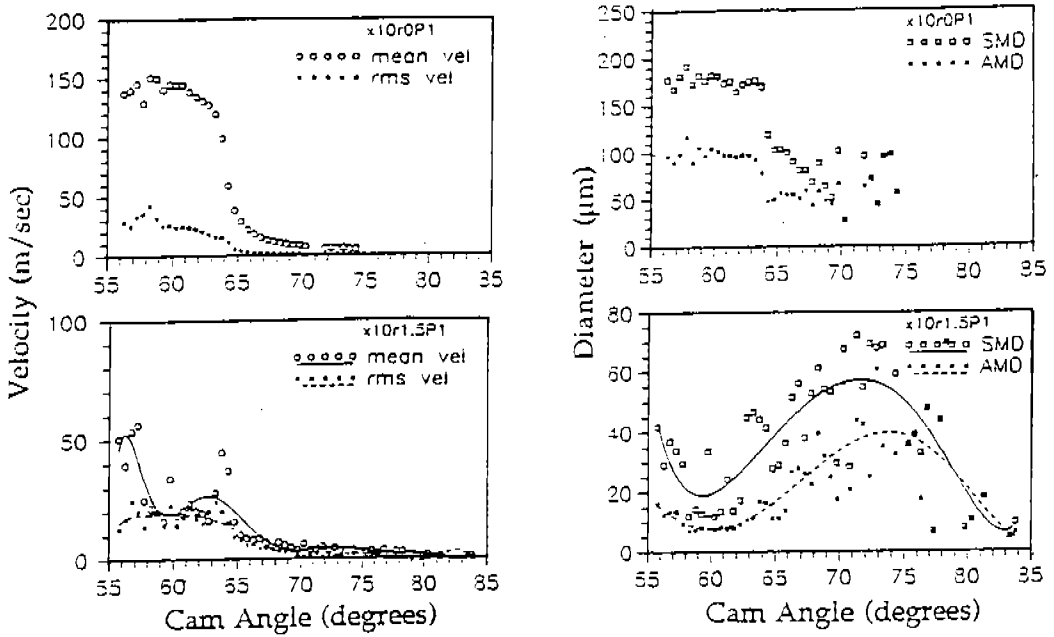 x10r0P1
mean vel
rms vel
200
150
100
50
0
55 60 65 70 75 80 85
x10r1.5P1
mean vel
rms vel
100
50
0
55 60 65 70 75 80 85
Velocity (m/sec)
Cam Angle (degrees)
x10r0P1
SMD
AMD
250
200
150
100
50
0
55 60 65 70 75 80 85
x10r1.5P1
SMD
AMD
80
60
40
20
0
55 60 65 70 75 80 85
Diameter (μm)
Cam Angle (degrees)